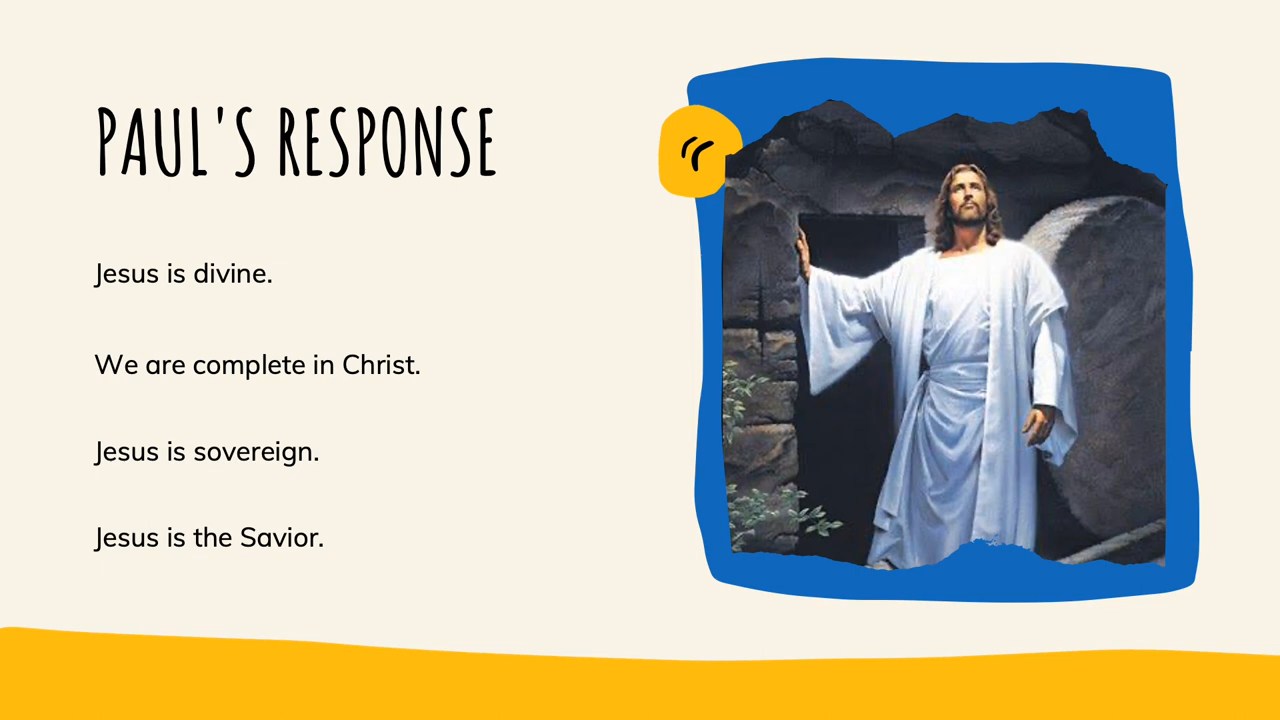 PAUL'S RESPONSE
Jesus is divine.
We are complete in Christ.
Jesus is sovereign.
Jesus is the Savior.